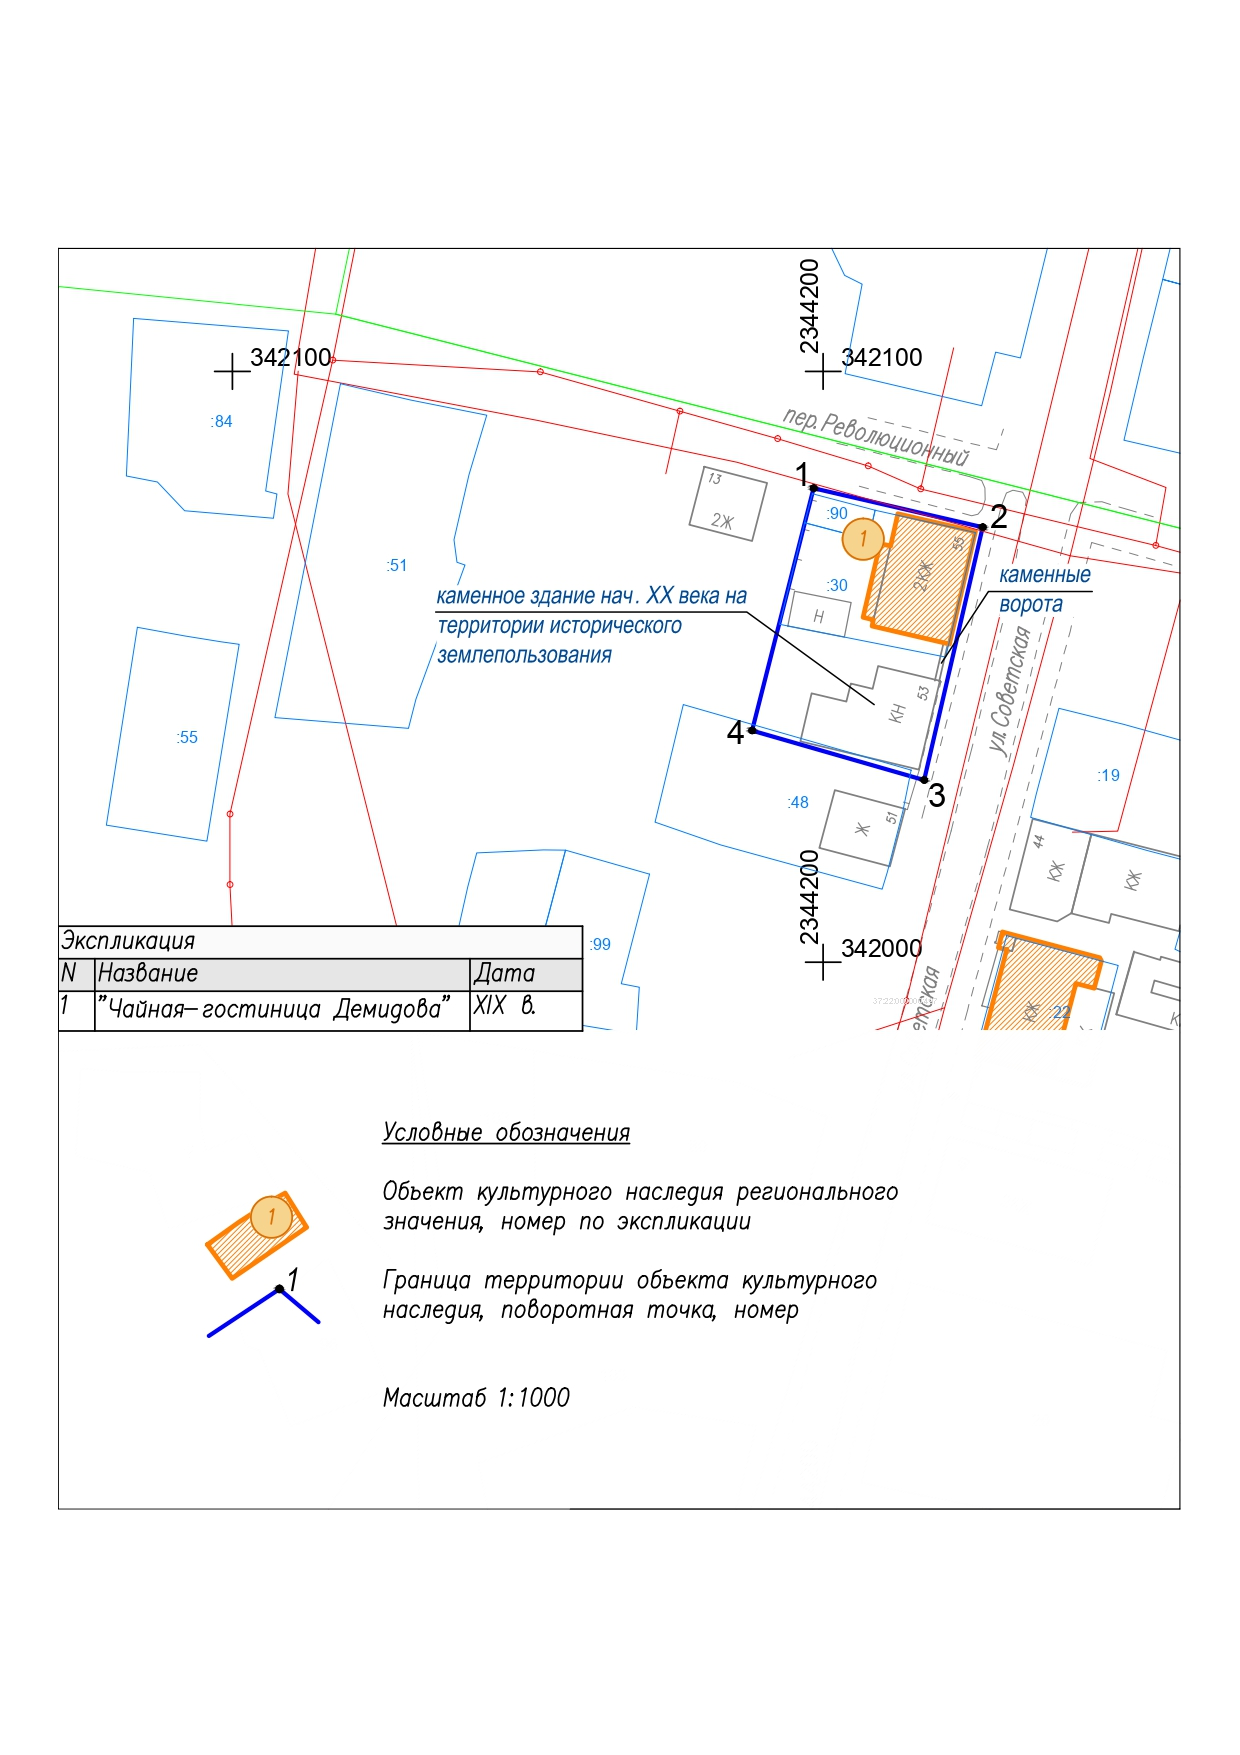 2344200
342100
342100
:84
пер. Революционный
13
2Ж
1
2
:90
1
55
2КЖ
:51
:30
каменные
ворота
каменное здание нач. XX века на
территории исторического
землепользования
Н
ул. Советская
53
КН
:55
4
3
:19
:48
51
Ж
44
КЖ
КЖ
2344200
342000
:99
КЖ
:22
Экспликация
N Название Дата
1 "Чайная-гостиница Демидова" XIX в.
Условные обозначения
1
Объект культурного наследия регионального
значения, номер по экспликации
1
Граница территории объекта культурного
наследия, поворотная точка, номер
Масштаб 1:1000